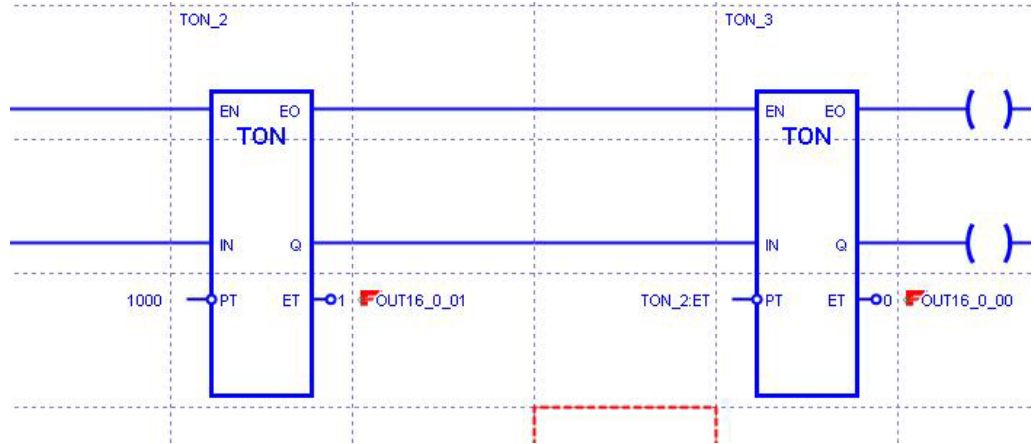 TON_2
TON_3
EN EO
TON
EN EO
TON
IN Q
IN Q
1000 PT ET 1 F OUT16_0_01
TON_2:ET PT ET 0 F OUT16_0_00